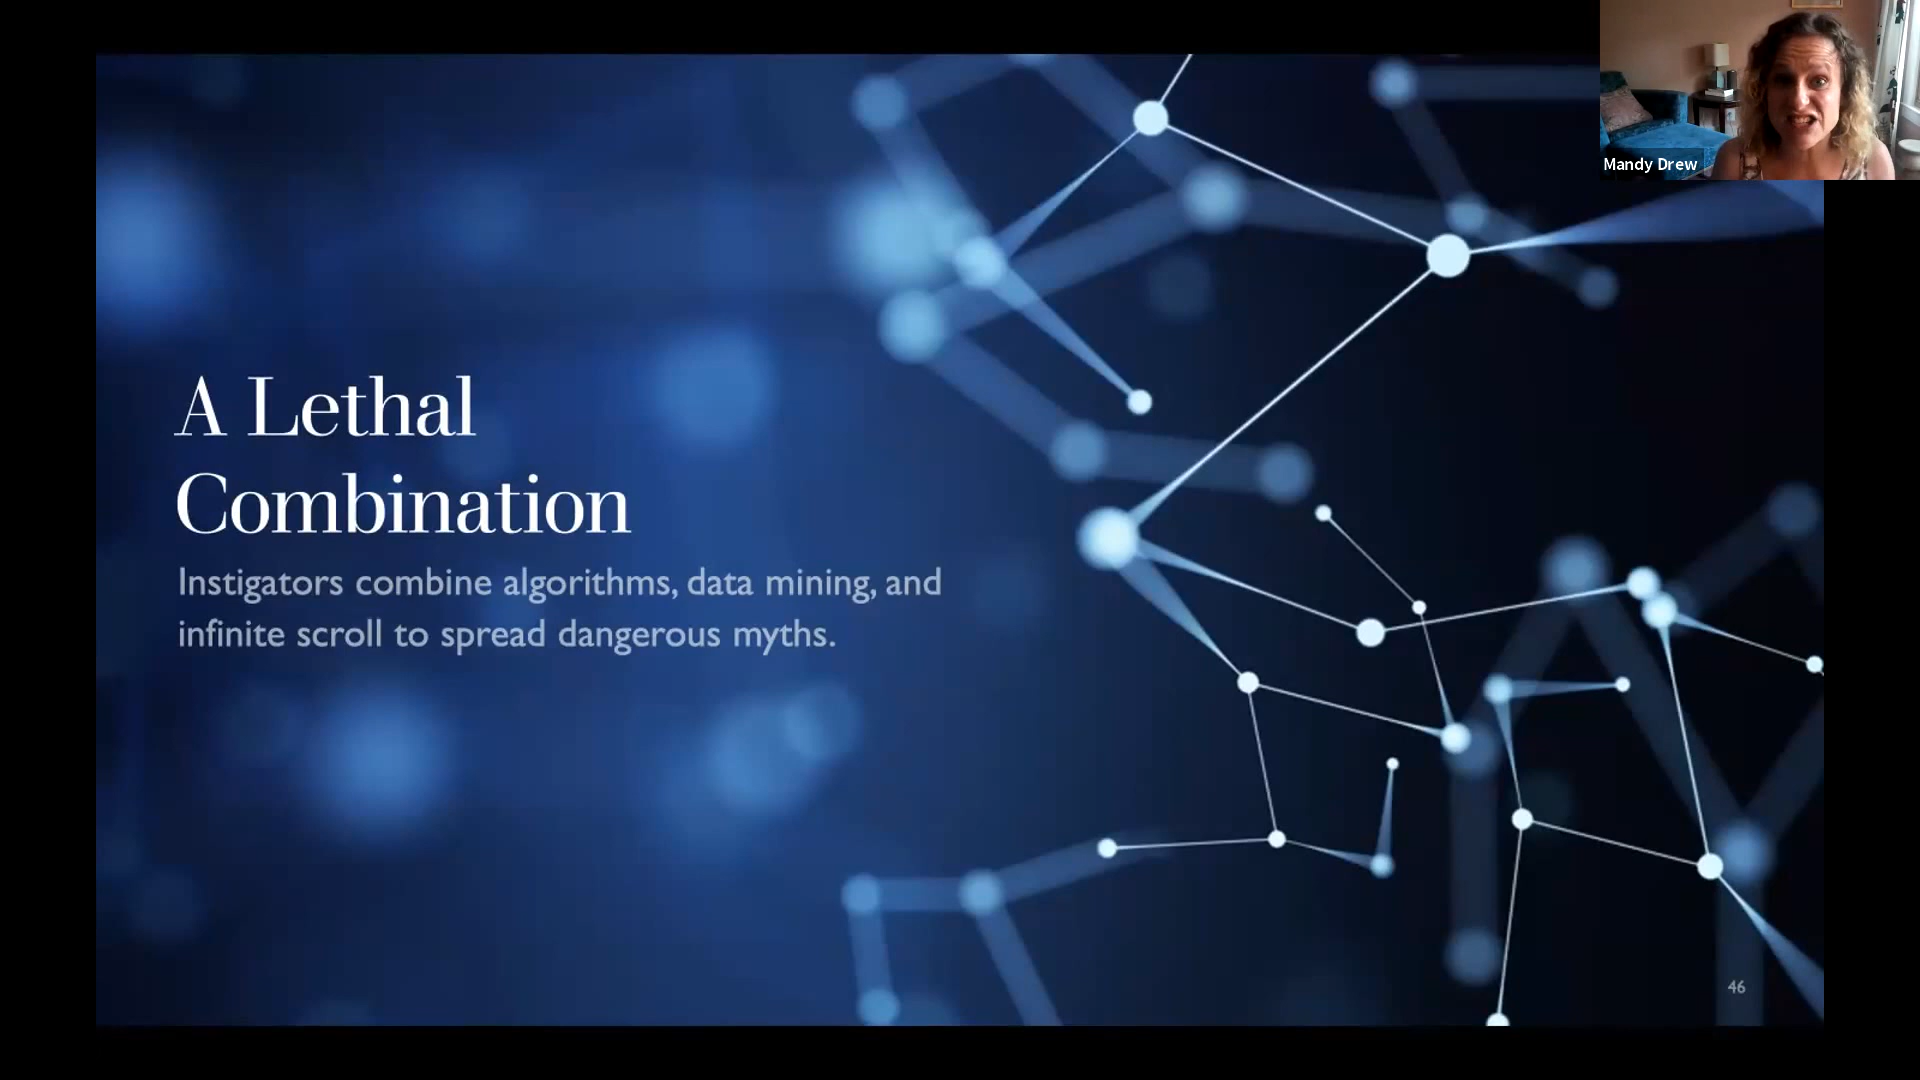 Mandy Drew
A Lethal
Combination
Instigators combine algorithms, data mining, and
infinite scroll to spread dangerous myths.
46